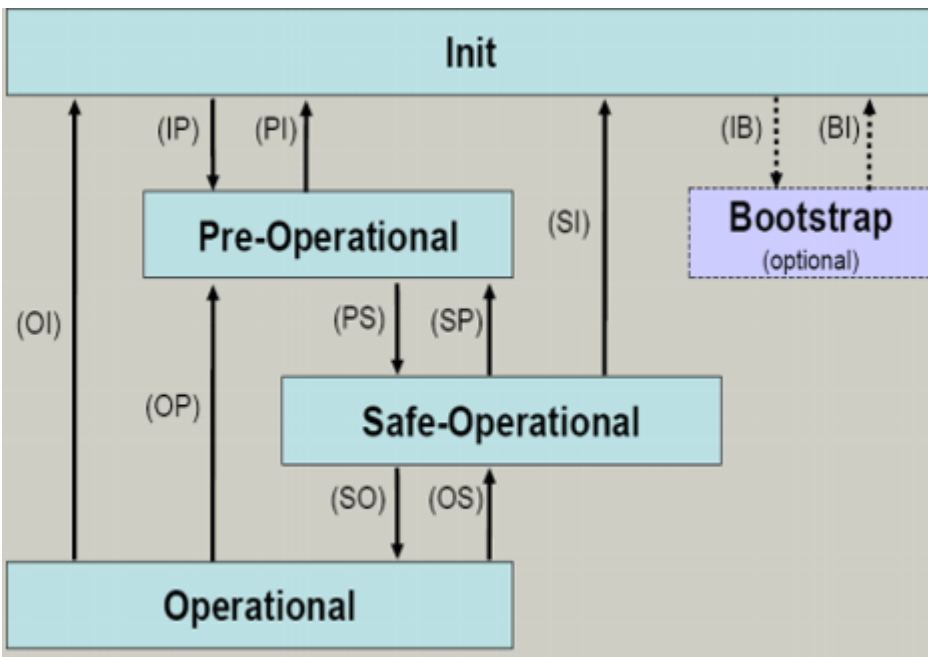 Init
(IP)
(PI)
(IB)
(BI)
Pre-Operational
(SI)
Bootstrap
(optional)
(OI)
(PS)
(SP)
(OP)
Safe-Operational
(SO)
(OS)
Operational